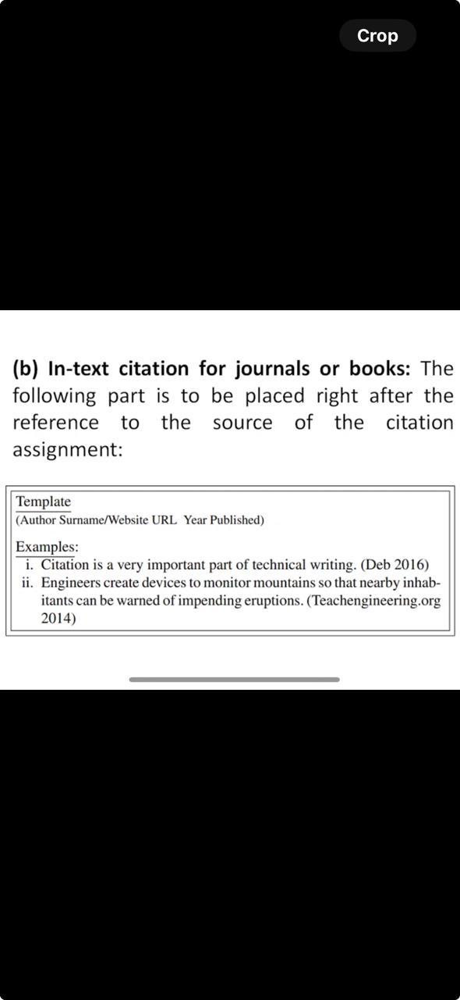 Crop
(b) In-text citation for journals or books: The
following part is to be placed right after the
reference to the source of the citation
assignment:
Template
(Author Surname/Website URL Year Published)
Examples:
i. Citation is a very important part of technical writing. (Deb 2016)
ii. Engineers create devices to monitor mountains so that nearby inhab-
itants can be warned of impending eruptions. (Teachengineering.org
2014)